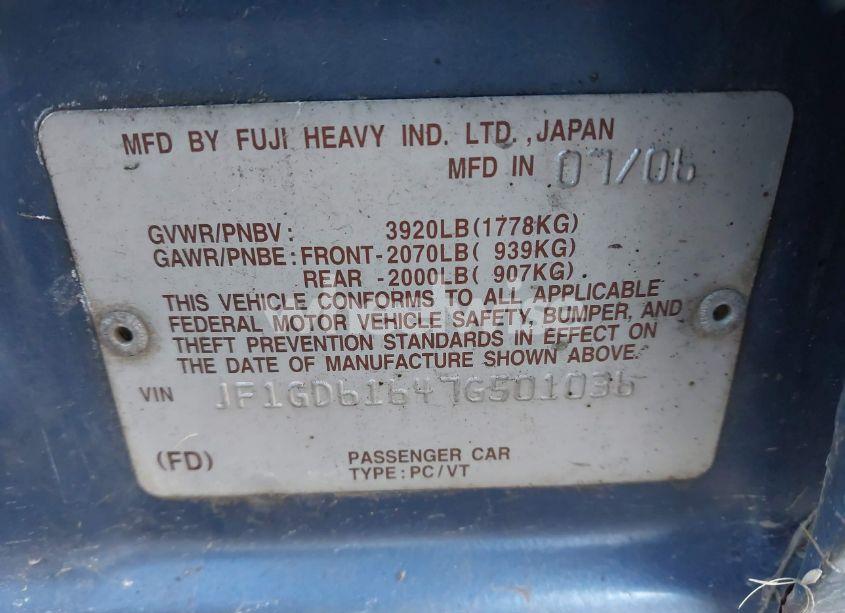 MFD BY FUJI HEAVY IND. LTD.,JAPAN
MFD IN 07/06
GVWR/PNBV: 3920LB(1778KG)
GAWR/PNBE: FRONT-2070LB( 939KG)
REAR -2000LB( 907KG)
THIS VEHICLE CONFORMS TO ALL APPLICABLE
FEDERAL MOTOR VEHICLE SAFETY, BUMPER, AND
THEFT PREVENTION STANDARDS IN EFFECT ON
THE DATE OF MANUFACTURE SHOWN ABOVE.
VIN JF1GD61647G501036
(FD) PASSENGER CAR
TYPE:PC/VT